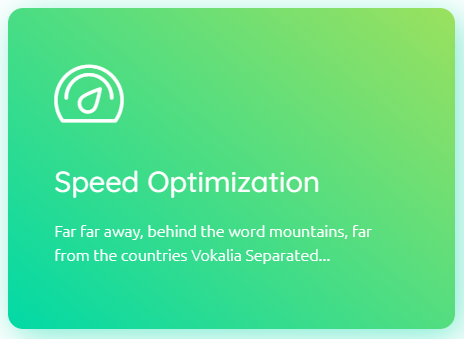 Speed Optimization
Far far away, behind the word mountains, far
from the countries Vokalia Separated...